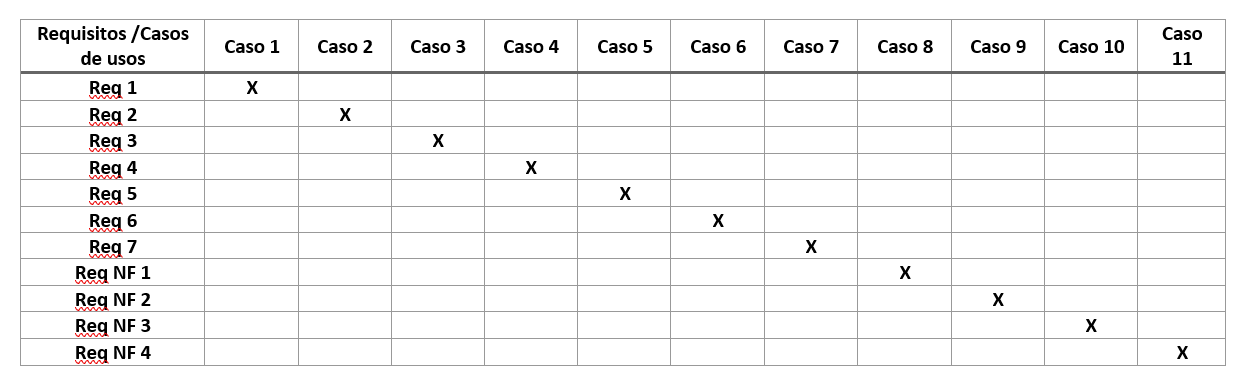 Requisitos /Casos
de usos
Caso 1 Caso 2 Caso 3 Caso 4 Caso 5 Caso 6 Caso 7 Caso 8 Caso 9 Caso 10 Caso
11
Req 1 X
Req 2 X
Req 3 X
Req 4 X
Req 5 X
Req 6 X
Req 7 X
Req NF 1 X
Req NF 2 X
Req NF 3 X
Req NF 4 X